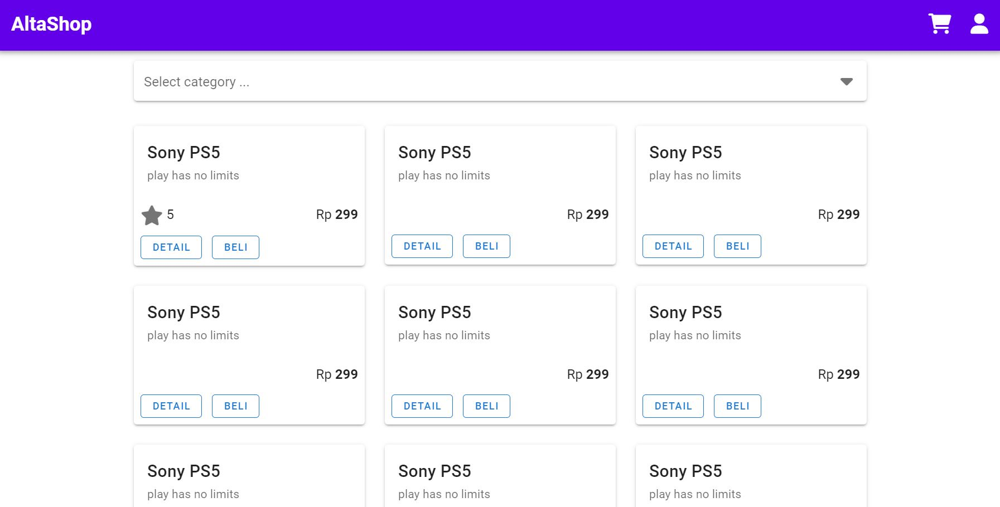 AltaShop
Select category ...
Sony PS5
play has no limits
5
Rp 299
DETAIL
BELI
Sony PS5
play has no limits
Rp 299
DETAIL
BELI
Sony PS5
play has no limits
Rp 299
DETAIL
BELI
Sony PS5
play has no limits
Rp 299
DETAIL
BELI
Sony PS5
play has no limits
Rp 299
DETAIL
BELI
Sony PS5
play has no limits
Rp 299
DETAIL
BELI
Sony PS5
play has no limits
Sony PS5
play has no limits
Sony PS5
play has no limits